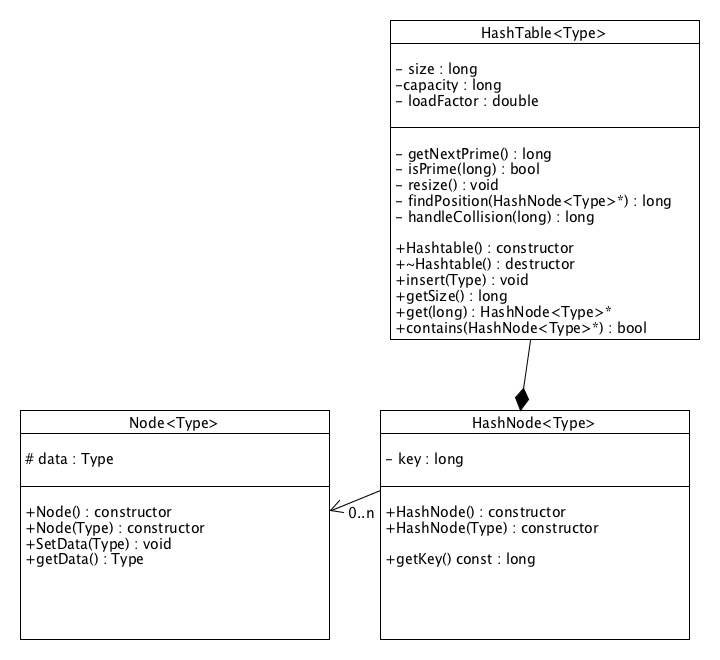 HashTable<Type>
- size : long
-capacity : long
- loadFactor : double
- getNextPrime() : long
- isPrime(long) : bool
- resize() : void
- findPosition(HashNode<Type>*) : long
- handleCollision(long) : long
+Hashtable() : constructor
+~Hashtable() : destructor
+insert(Type) : void
+getSize() : long
+get(long) : HashNode<Type>*
+contains(HashNode<Type>*) : bool
Node<Type>
# data : Type
+Node() : constructor
+Node(Type) : constructor
+SetData(Type) : void
+getData() : Type
0..n
HashNode<Type>
- key : long
+HashNode() : constructor
+HashNode(Type) : constructor
+getKey() const : long